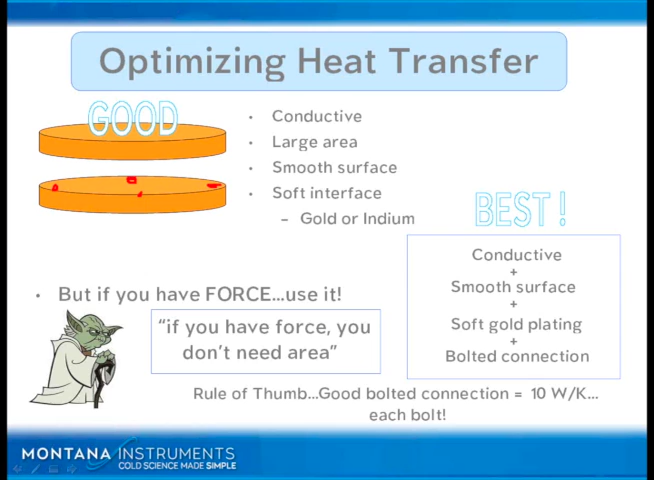 Optimizing Heat Transfer
GOOD
• Conductive
• Large area
• Smooth surface
• Soft interface
– Gold or Indium
BEST!
Conductive
+
Smooth surface
+
Soft gold plating
+
Bolted connection
• But if you have FORCE...use it!
“if you have force, you
don’t need area”
Rule of Thumb...Good bolted connection = 10 W/K...
each bolt!
MONTANA INSTRUMENTS
COLD SCIENCE MADE SIMPLE